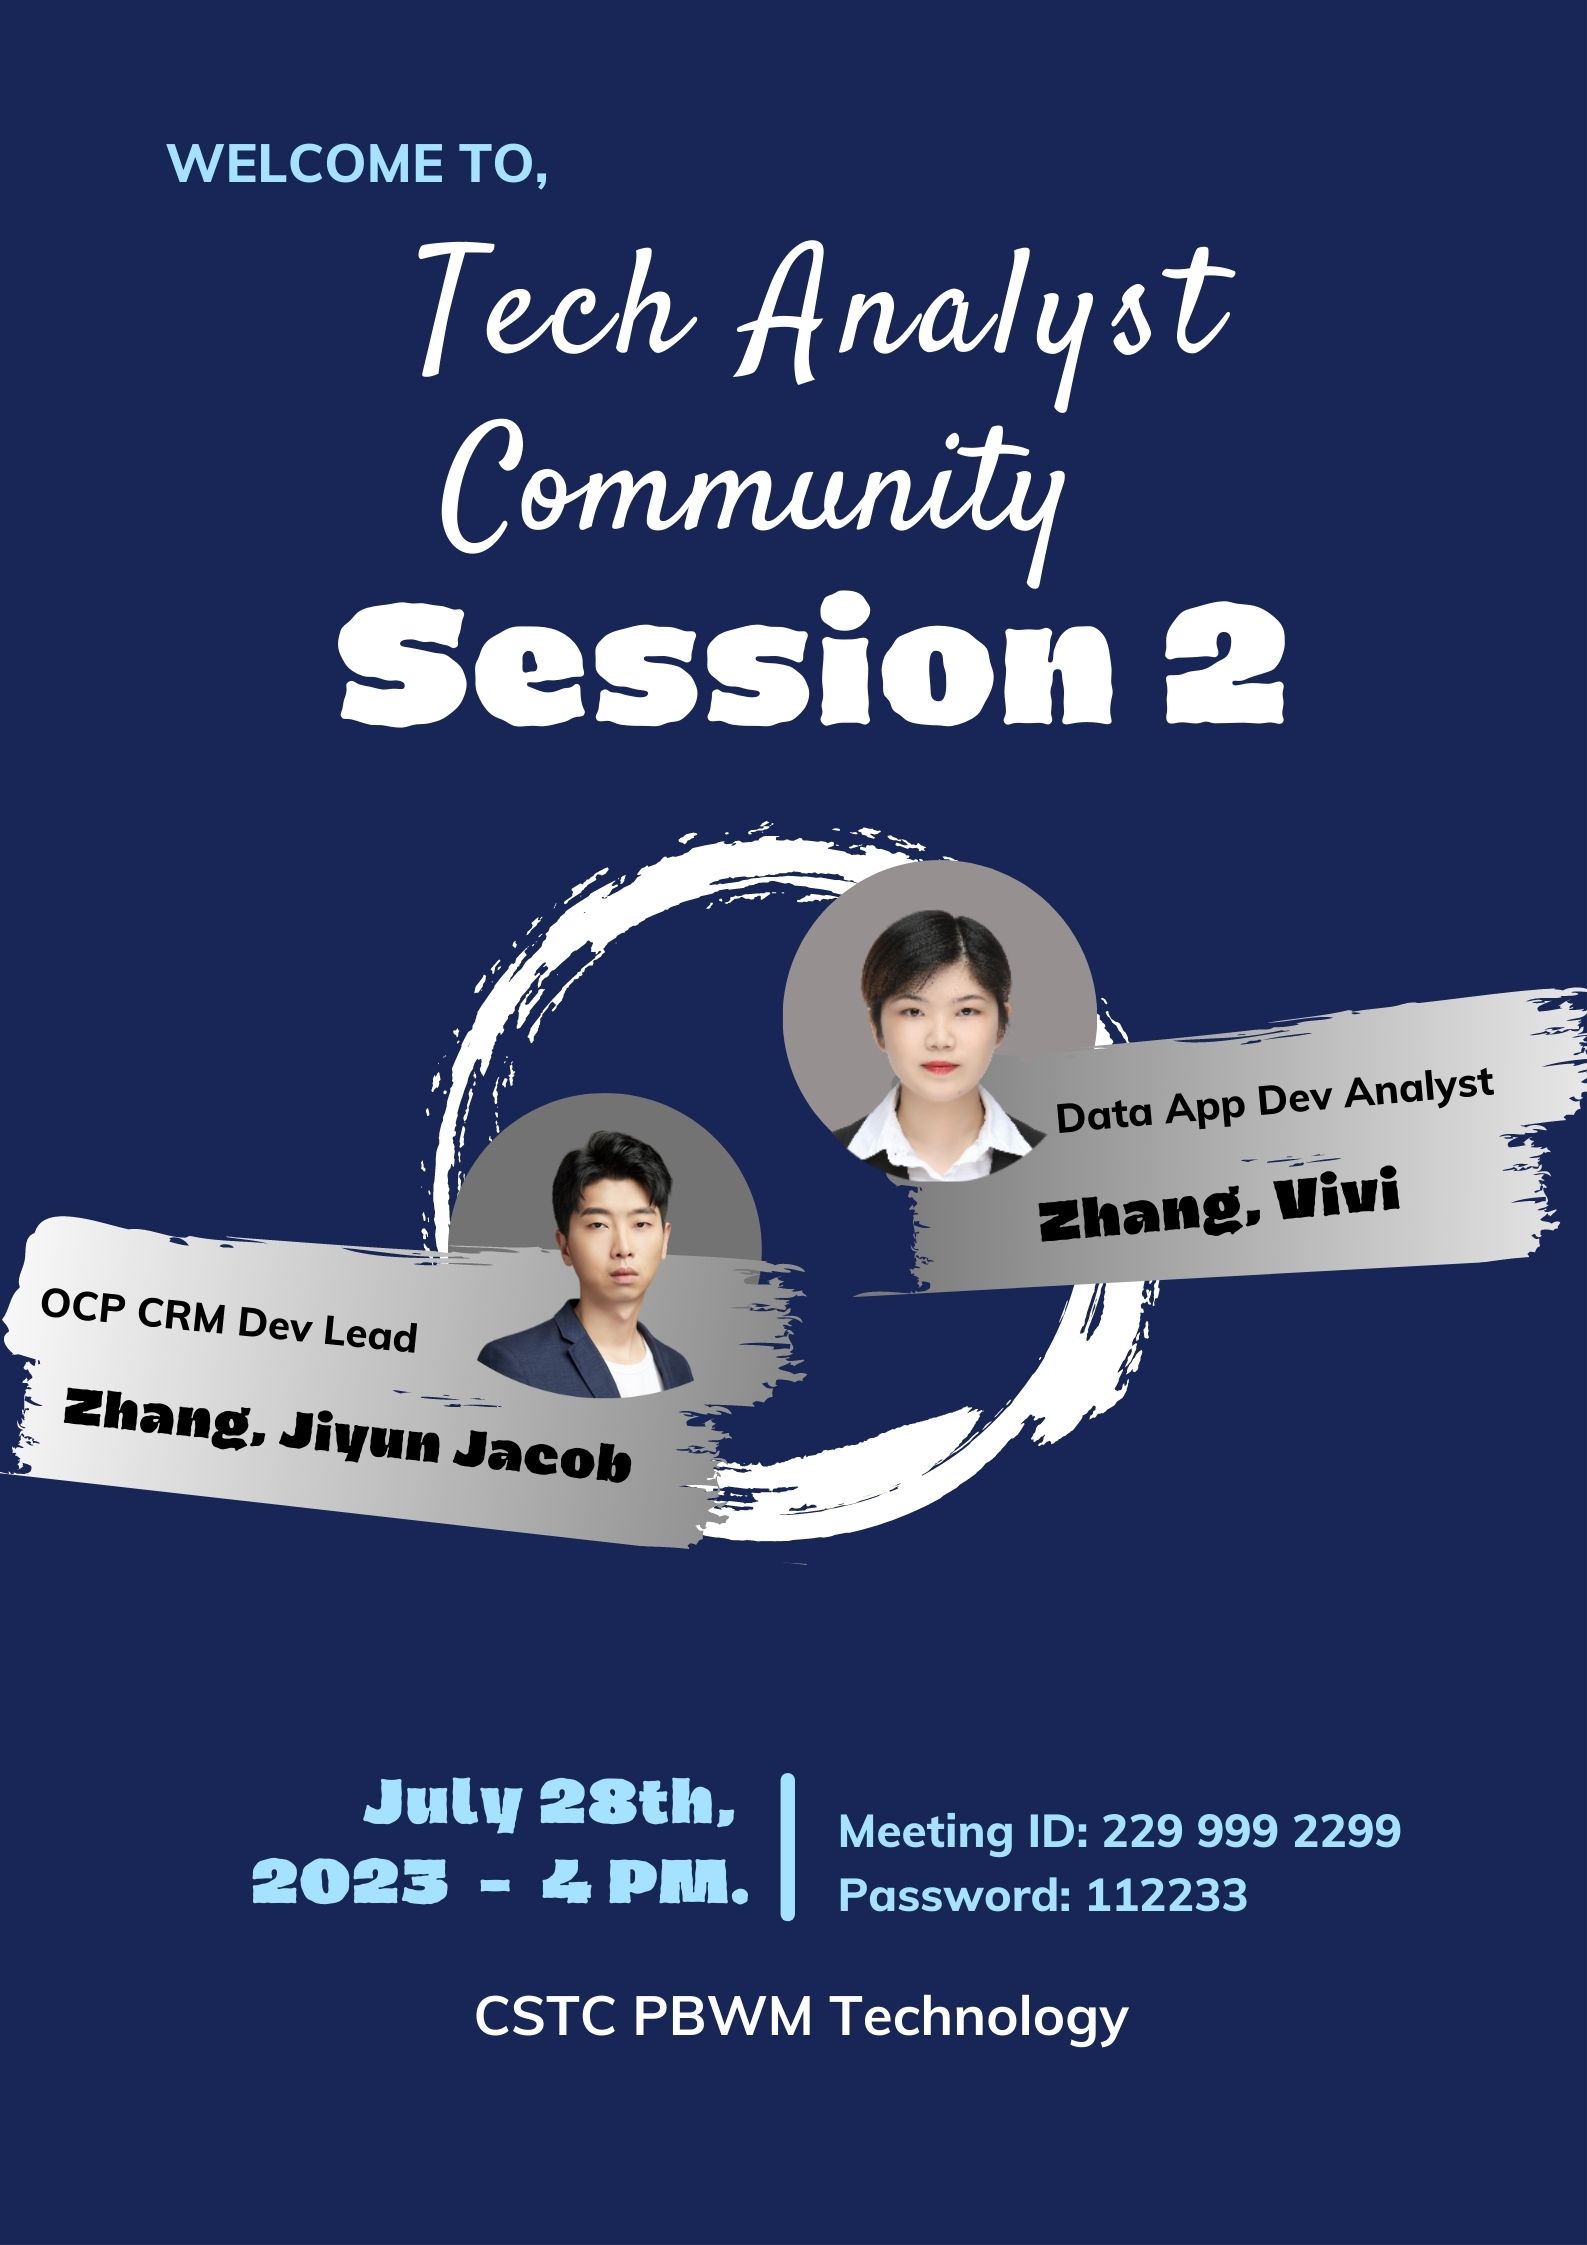 WELCOME TO,
Tech Analyst
Community
Session 2
Data App Dev Analyst
Zhang, Vivi
OCP CRM Dev Lead
Zhang, Jiyun Jacob
July 28th,
2023 - 4 PM.
Meeting ID: 229 999 2299
Password: 112233
CSTC PBWM Technology